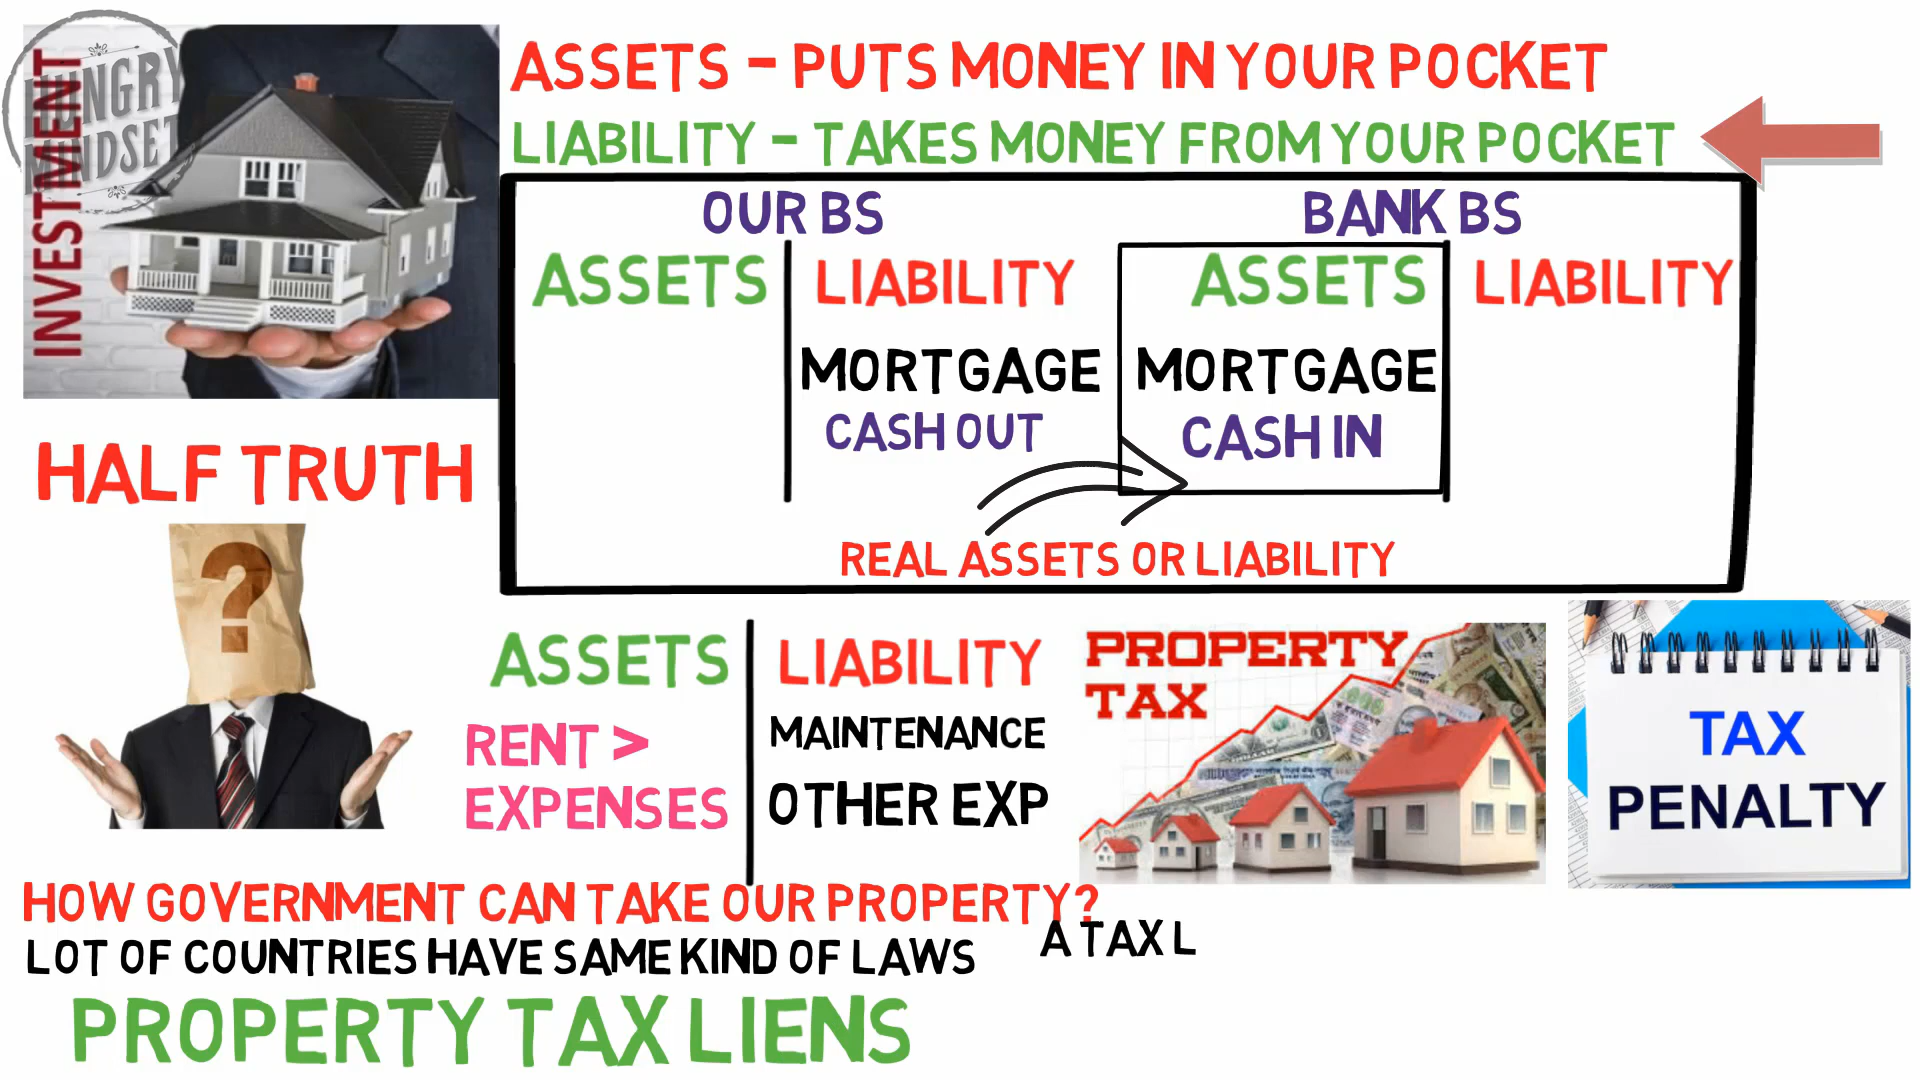 HUNGRY
MINDSET
INVESTMENT
ASSETS - PUTS MONEY IN YOUR POCKET
LIABILITY - TAKES MONEY FROM YOUR POCKET
OUR BS
BANK BS
ASSETS
LIABILITY
ASSETS
LIABILITY
MORTGAGE
MORTGAGE
CASH OUT
CASH IN
REAL ASSETS OR LIABILITY
HALF TRUTH
?
ASSETS
LIABILITY
RENT >
EXPENSES
MAINTENANCE
OTHER EXP
PROPERTY
TAX
TAX
PENALTY
HOW GOVERNMENT CAN TAKE OUR PROPERTY?
LOT OF COUNTRIES HAVE SAME KIND OF LAWS
A TAX L
PROPERTY TAX LIENS